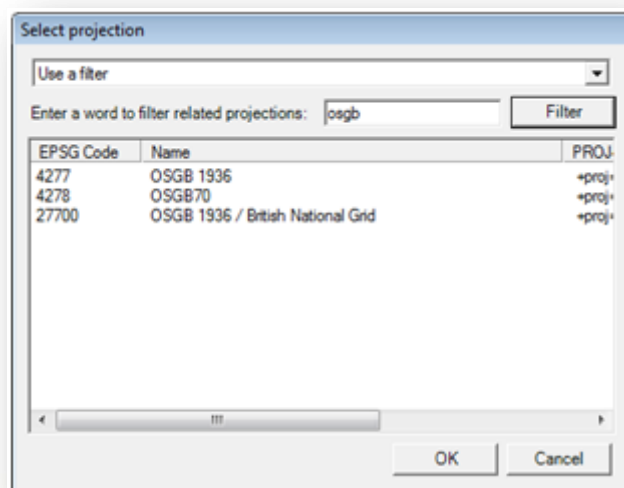 Select projection
Use a filter
Enter a word to filter related projections: osgb Filter
EPSG Code Name PROJ
4277 OSGB 1936 +proj
4278 OSGB70 +proj
27700 OSGB 1936 / British National Grid +proj
OK Cancel